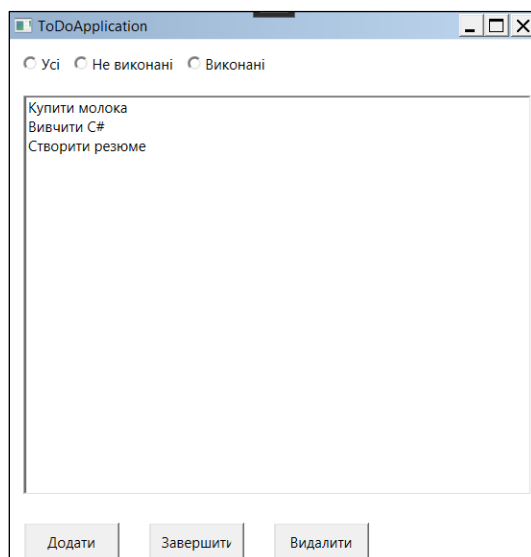 ToDoApplication
Усі Не виконані Виконані
Купити молока
Вивчити C#
Створити резюме
Додати Завершити Видалити